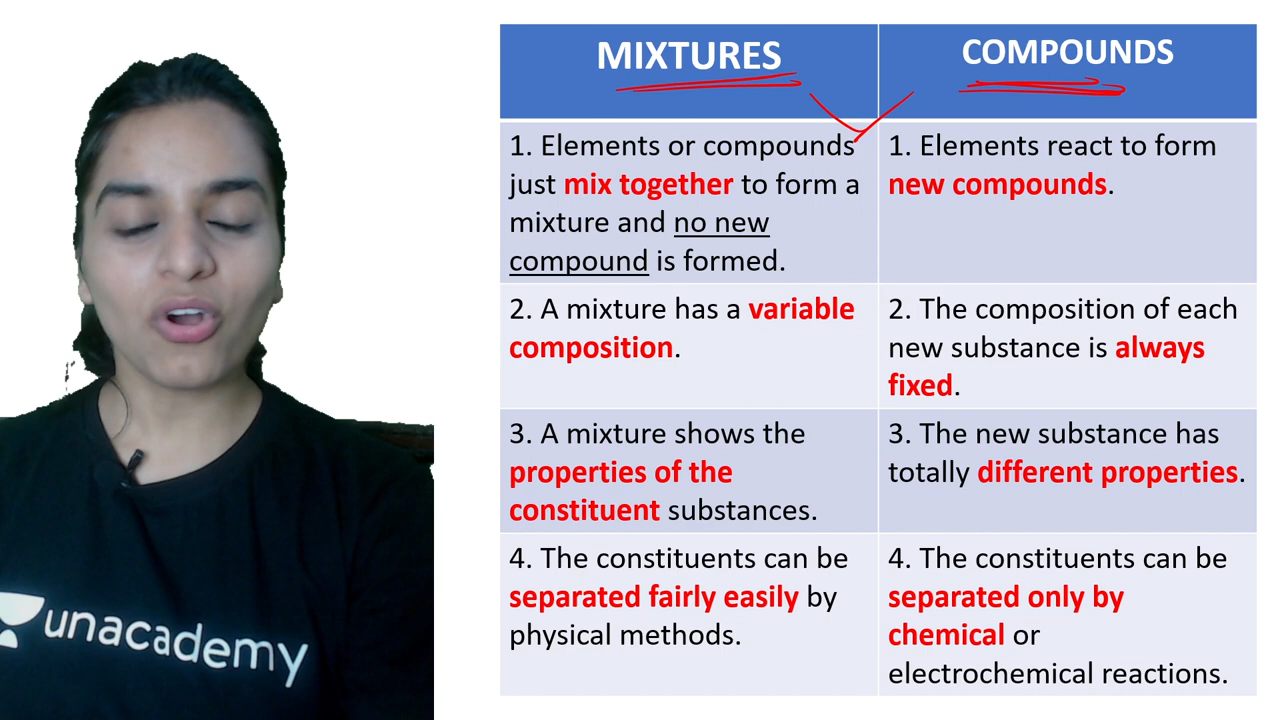 MIXTURES
COMPOUNDS
1. Elements or compounds
just mix together to form a
mixture and no new
compound is formed.
1. Elements react to form
new compounds.
2. A mixture has a variable
composition.
2. The composition of each
new substance is always
fixed.
3. A mixture shows the
properties of the
constituent substances.
3. The new substance has
totally different properties.
4. The constituents can be
separated fairly easily by
physical methods.
4. The constituents can be
separated only by
chemical or
electrochemical reactions.
unacademy